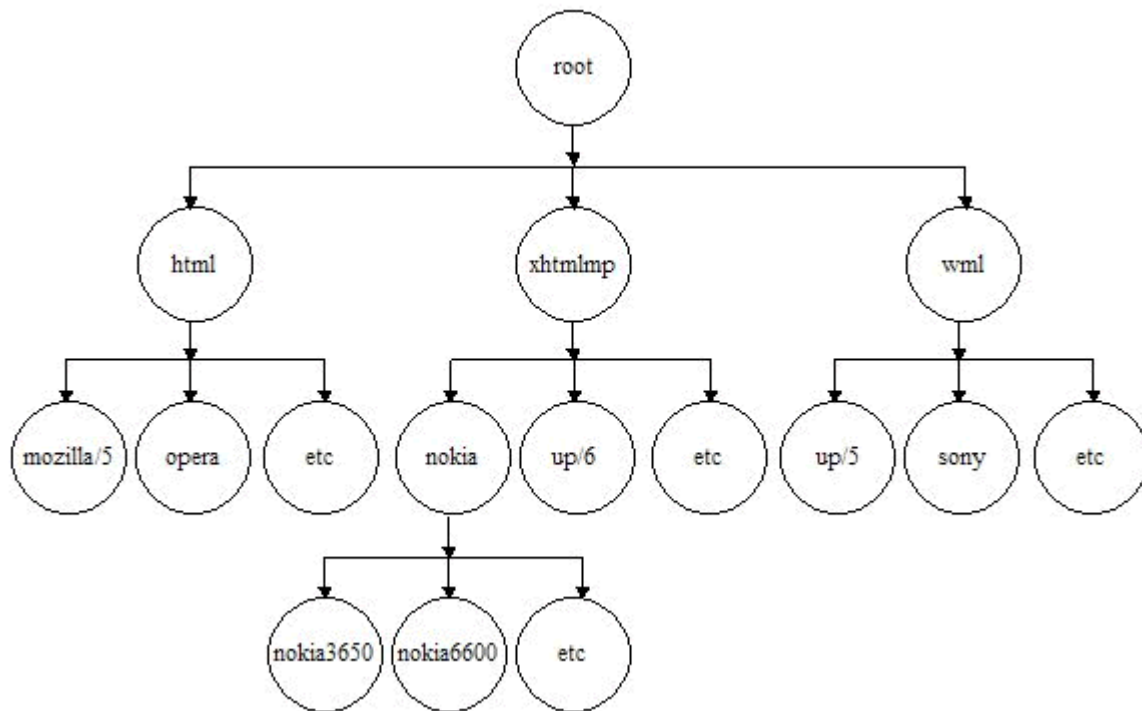 root
html
xhtmlmp
wml
mozilla/5
opera
etc
nokia
up/6
etc
up/5
sony
etc
nokia3650
nokia6600
etc